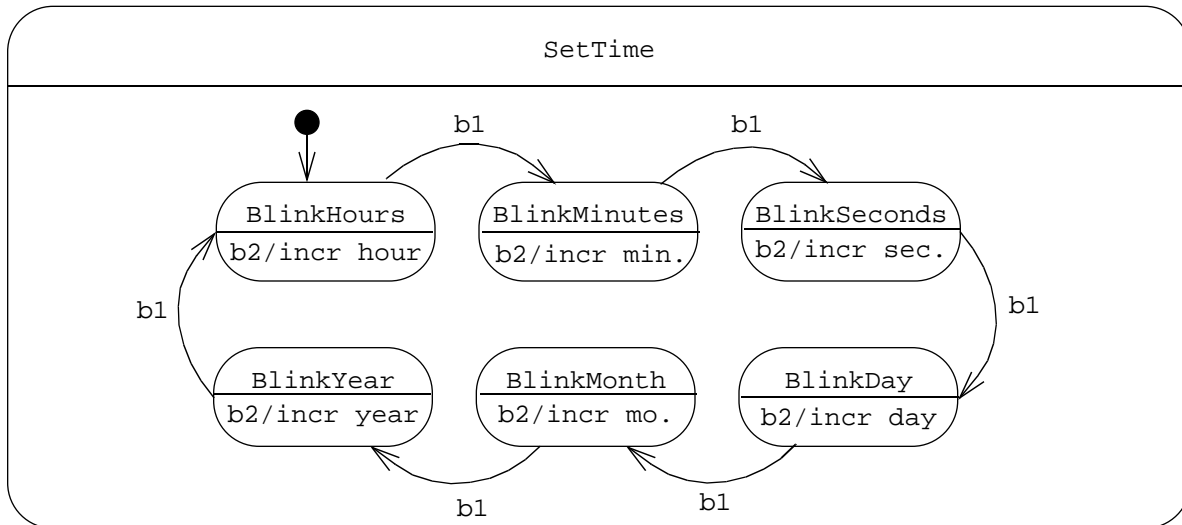 SetTime
b1
b1
BlinkHours
b2/incr hour
BlinkMinutes
b2/incr min.
BlinkSeconds
b2/incr sec.
b1
b1
BlinkYear
b2/incr year
BlinkMonth
b2/incr mo.
BlinkDay
b2/incr day
b1
b1